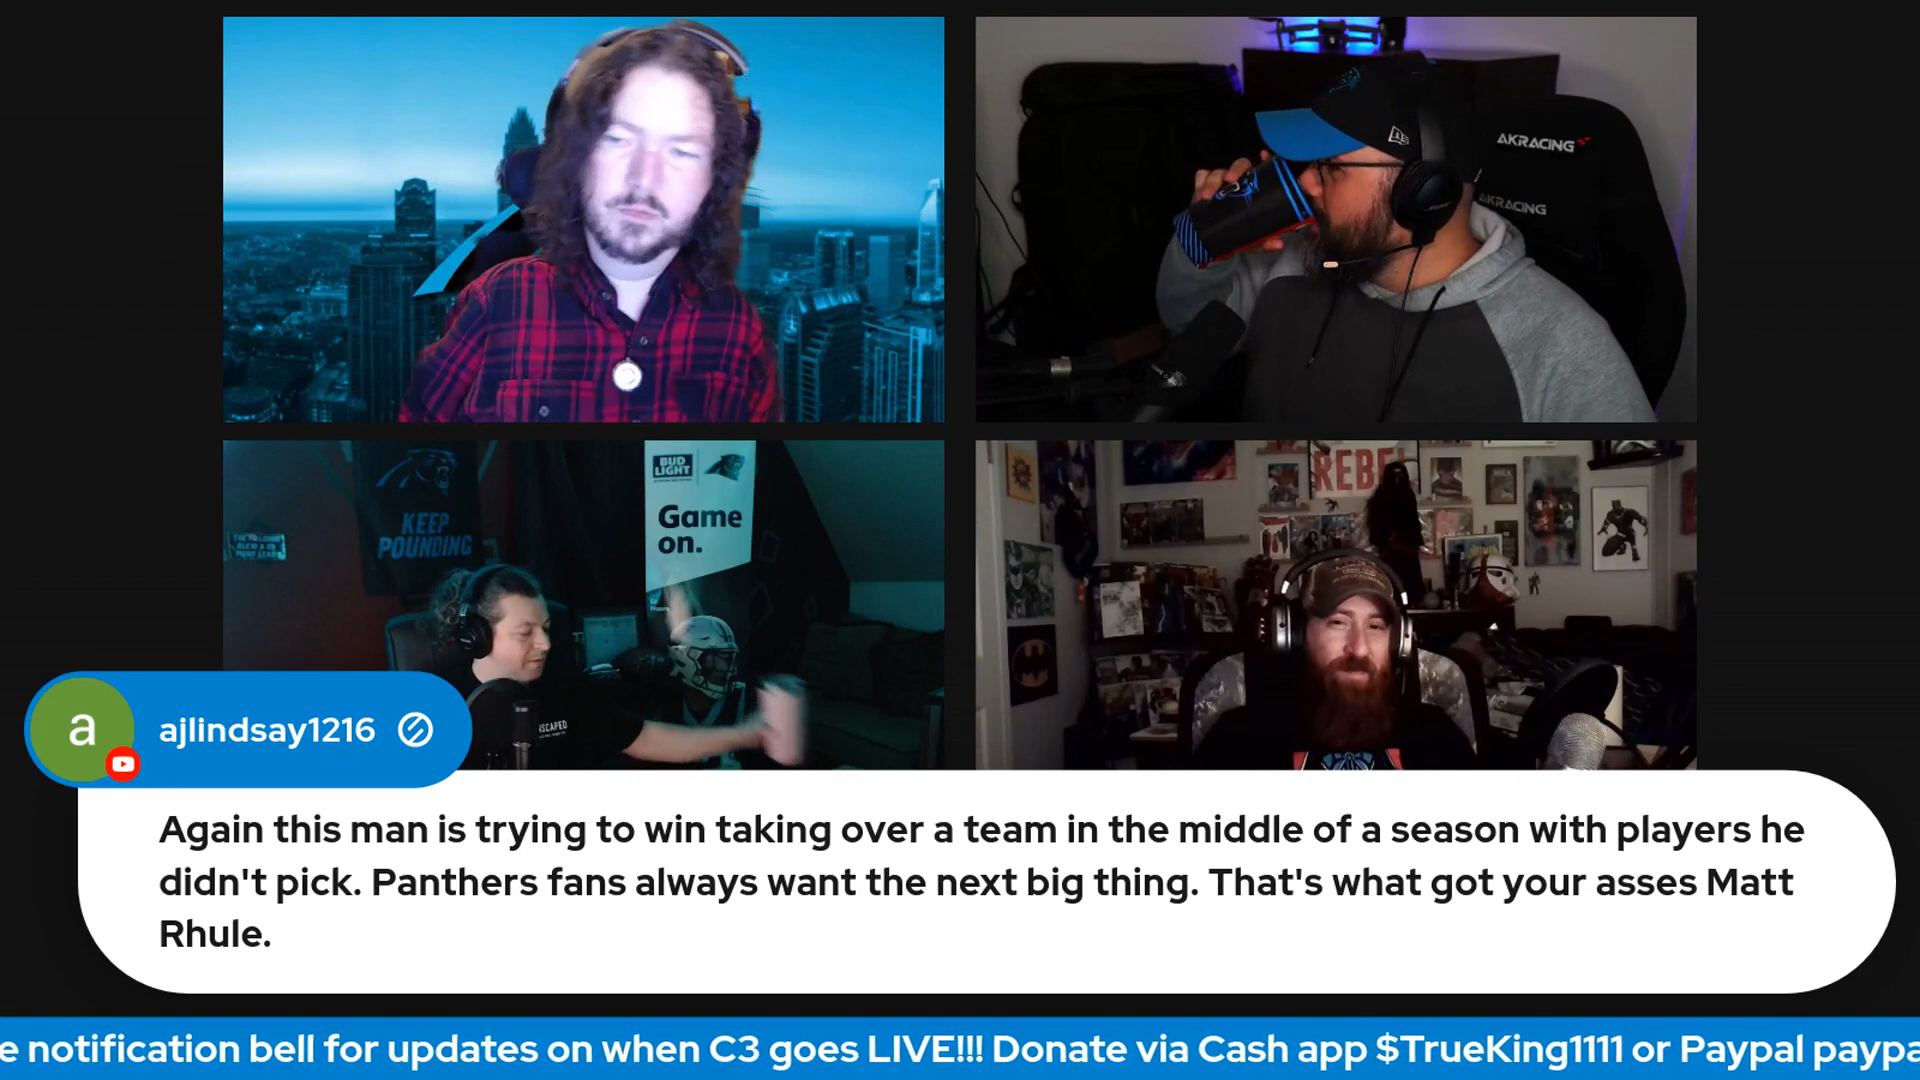 AKRACING
AKRACING
BUD
LIGHT
KEEP
POUNDING
Game
on.
REBEL
SCAPED
a
ajlindsay1216
Again this man is trying to win taking over a team in the middle of a season with players he
didn't pick. Panthers fans always want the next big thing. That's what got your asses Matt
Rhule.
e notification bell for updates on when C3 goes LIVE!!! Donate via Cash app $TrueKing1111 or Paypal paypa